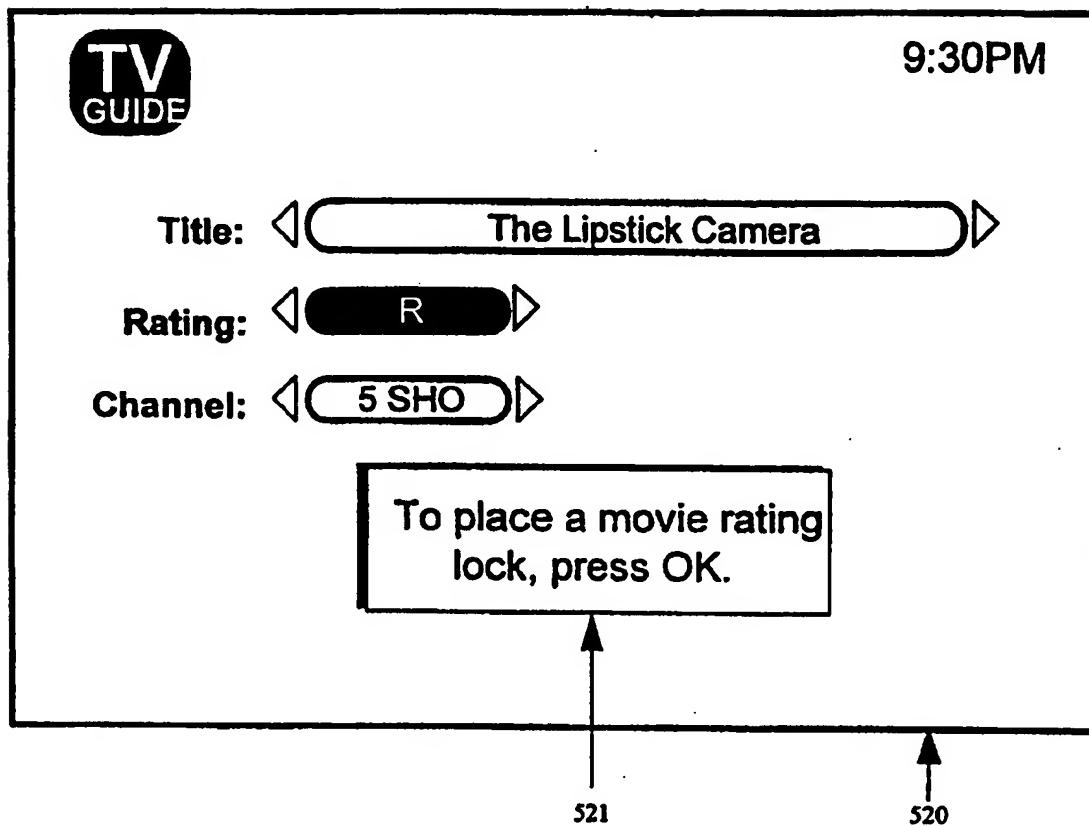 TV
GUIDE
9:30PM
Title: The Lipstick Camera
Rating: R
Channel: 5 SHO
To place a movie rating
lock, press OK.
521
520